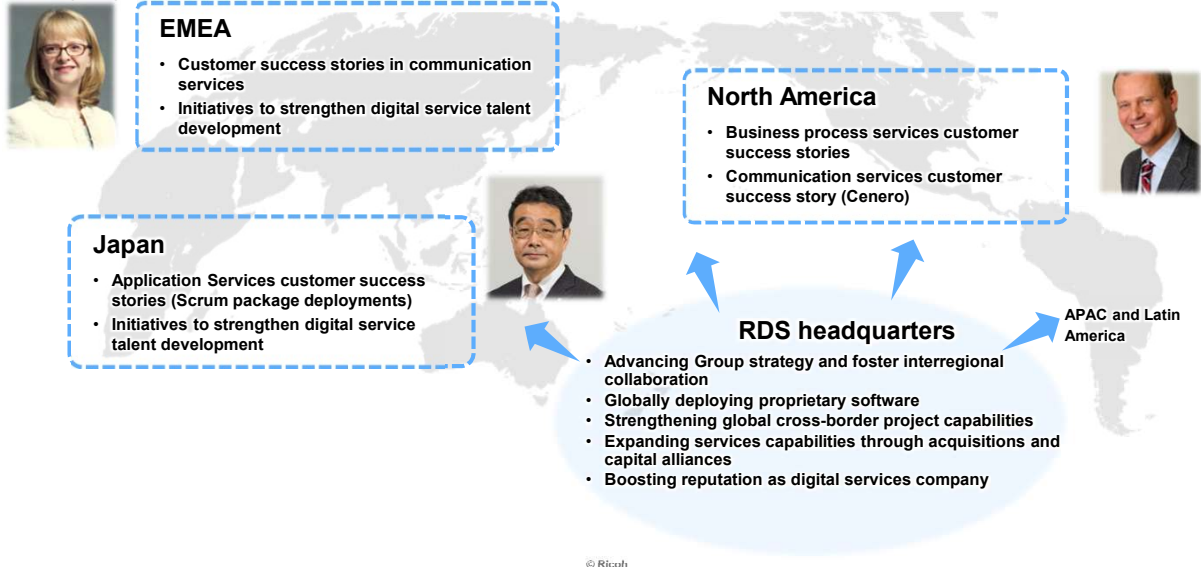 EMEA
• Customer success stories in communication
services
• Initiatives to strengthen digital service talent
development
North America
• Business process services customer
success stories
• Communication services customer
success story (Cenero)
Japan
• Application Services customer success
stories (Scrum package deployments)
• Initiatives to strengthen digital service
talent development
RDS headquarters
• Advancing Group strategy and foster interregional
collaboration
• Globally deploying proprietary software
• Strengthening global cross-border project capabilities
• Expanding services capabilities through acquisitions and
capital alliances
• Boosting reputation as digital services company
APAC and Latin
America
© Ricoh